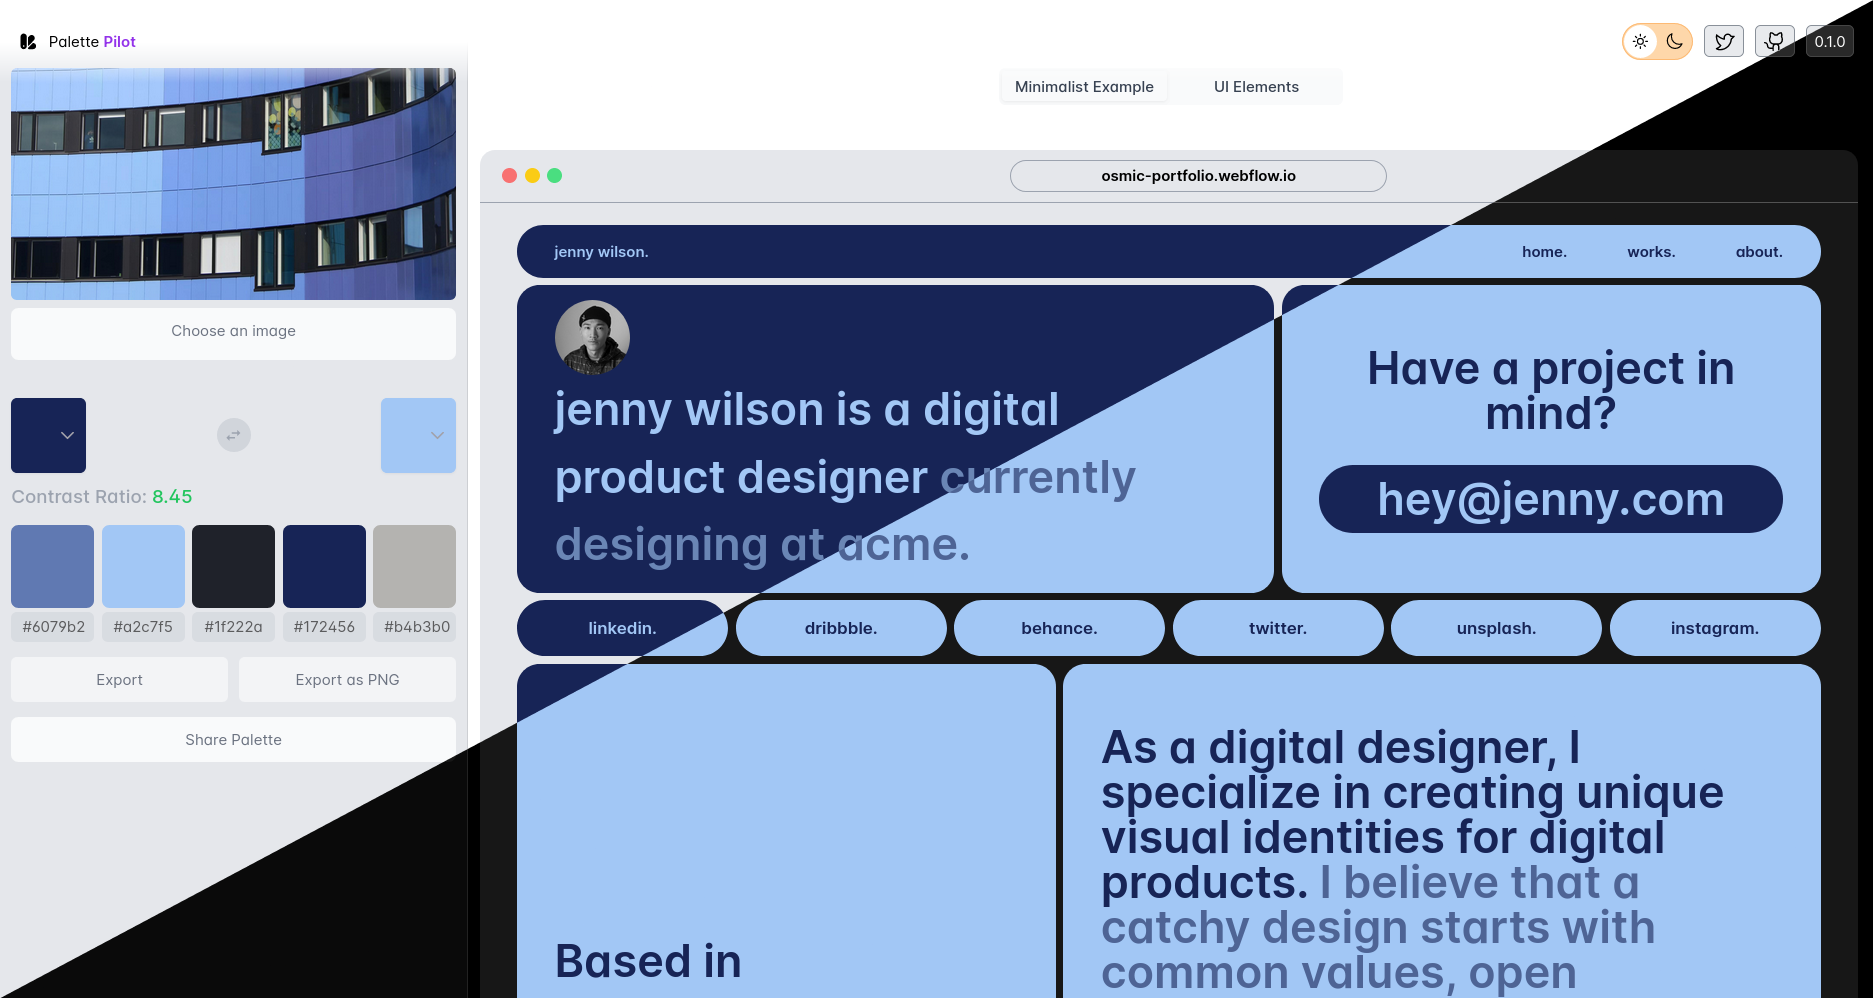 Palette Pilot
0.1.0
Minimalist Example
UI Elements
Choose an image
Contrast Ratio: 8.45
#6079b2
#a2c7f5
#1f222a
#172456
#b4b3b0
Export
Export as PNG
Share Palette
osmic-portfolio.webflow.io
jenny wilson.
home.
works.
about.
jenny wilson is a digital
product designer currently
designing at acme.
Have a project in
mind?
hey@jenny.com
linkedin.
dribbble.
behance.
twitter.
unsplash.
instagram.
Based in
As a digital designer, I
specialize in creating unique
visual identities for digital
products. I believe that a
catchy design starts with
common values, open